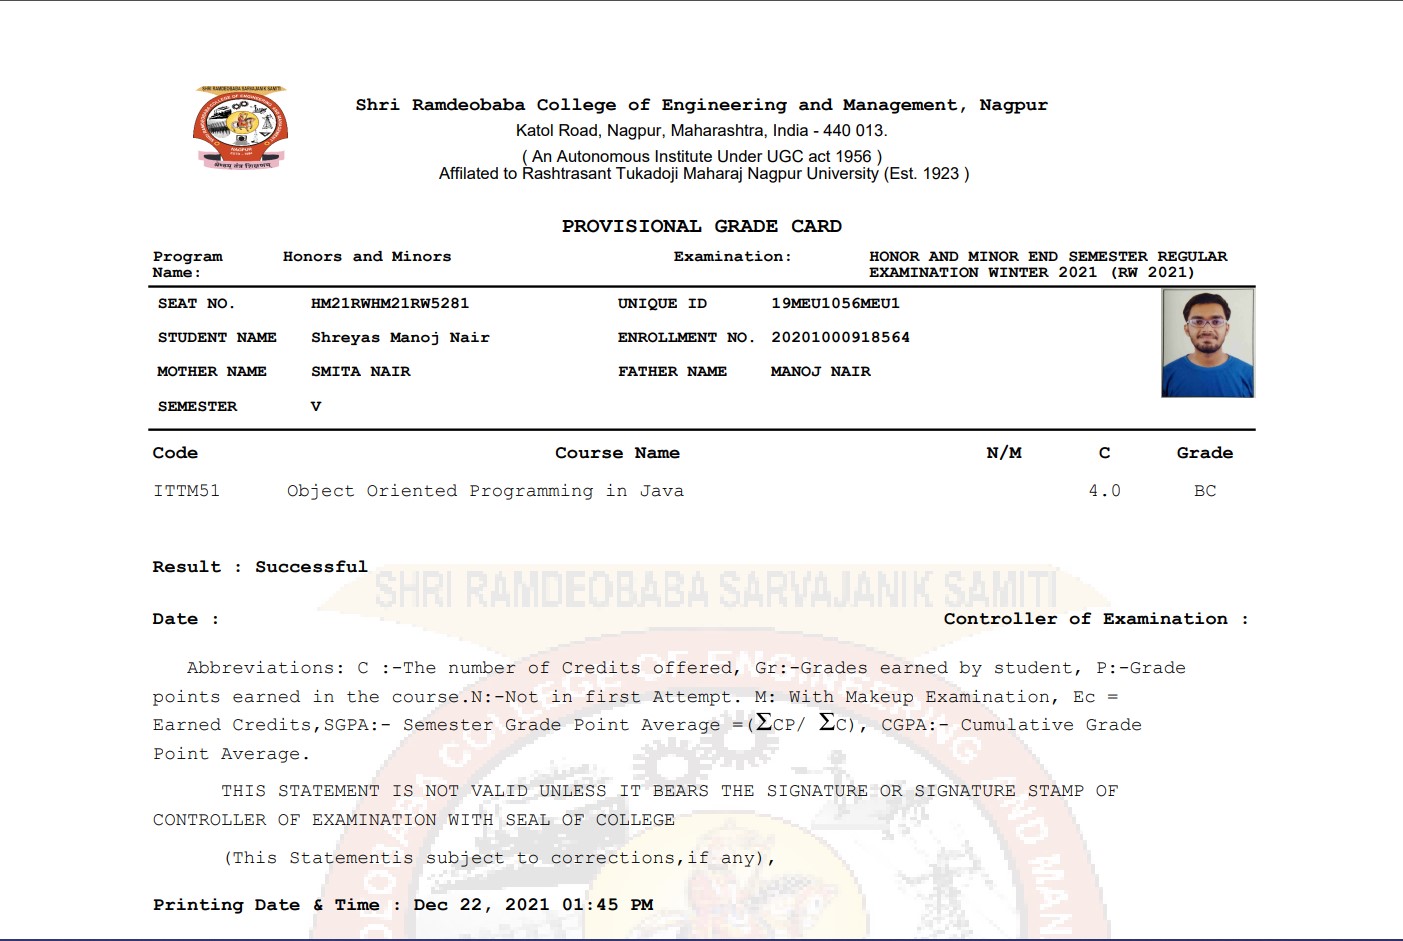 SHRI RAMDEOBABA SARVAJANIK SAMITI
NAGPUR
Shri Ramdeobaba College of Engineering and Management, Nagpur
Katol Road, Nagpur, Maharashtra, India - 440 013.
( An Autonomous Institute Under UGC act 1956 )
Affilated to Rashtrasant Tukadoji Maharaj Nagpur University (Est. 1923 )
PROVISIONAL GRADE CARD
Program Name: Honors and Minors Examination: HONOR AND MINOR END SEMESTER REGULAR
EXAMINATION WINTER 2021 (RW 2021)
SEAT NO. HM21RWHM21RW5281 UNIQUE ID 19MEU1056MEU1
STUDENT NAME Shreyas Manoj Nair ENROLLMENT NO. 20201000918564
MOTHER NAME SMITA NAIR FATHER NAME MANOJ NAIR
SEMESTER V
Code Course Name N/M C Grade
ITTM51 Object Oriented Programming in Java 4.0 BC
Result : Successful
SHRI RAMDEOBABA SARVAJANIK SAMITI
Date : Controller of Examination :
Abbreviations: C :-The number of Credits offered, Gr:-Grades earned by student, P:-Grade
points earned in the course.N:-Not in first Attempt. M: With Makeup Examination, Ec =
Earned Credits,SGPA:- Semester Grade Point Average =(ΣCP/ ΣC), CGPA:- Cumulative Grade
Point Average.
THIS STATEMENT IS NOT VALID UNLESS IT BEARS THE SIGNATURE OR SIGNATURE STAMP OF
CONTROLLER OF EXAMINATION WITH SEAL OF COLLEGE
(This Statementis subject to corrections,if any),
Printing Date & Time : Dec 22, 2021 01:45 PM